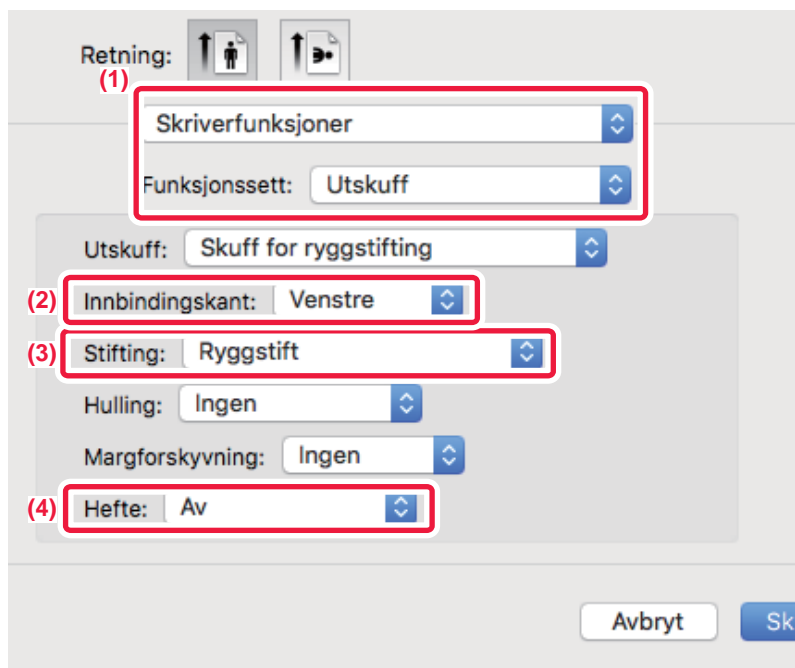 Retning:
(1)
Skriverfunksjoner
Funksjonssett: Utskuff
Utskuff: Skuff for ryggstifting
(2) Innbindingskant: Venstre
(3) Stifting: Ryggstift
Hulling: Ingen
Margforskyvning: Ingen
(4) Hefte: Av
Avbryt Sk